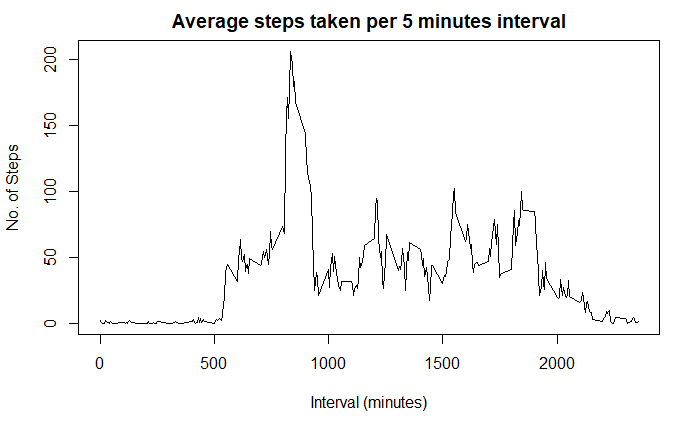 Average steps taken per 5 minutes interval
No. of Steps
200
150
100
50
0
0 500 1000 1500 2000
Interval (minutes)